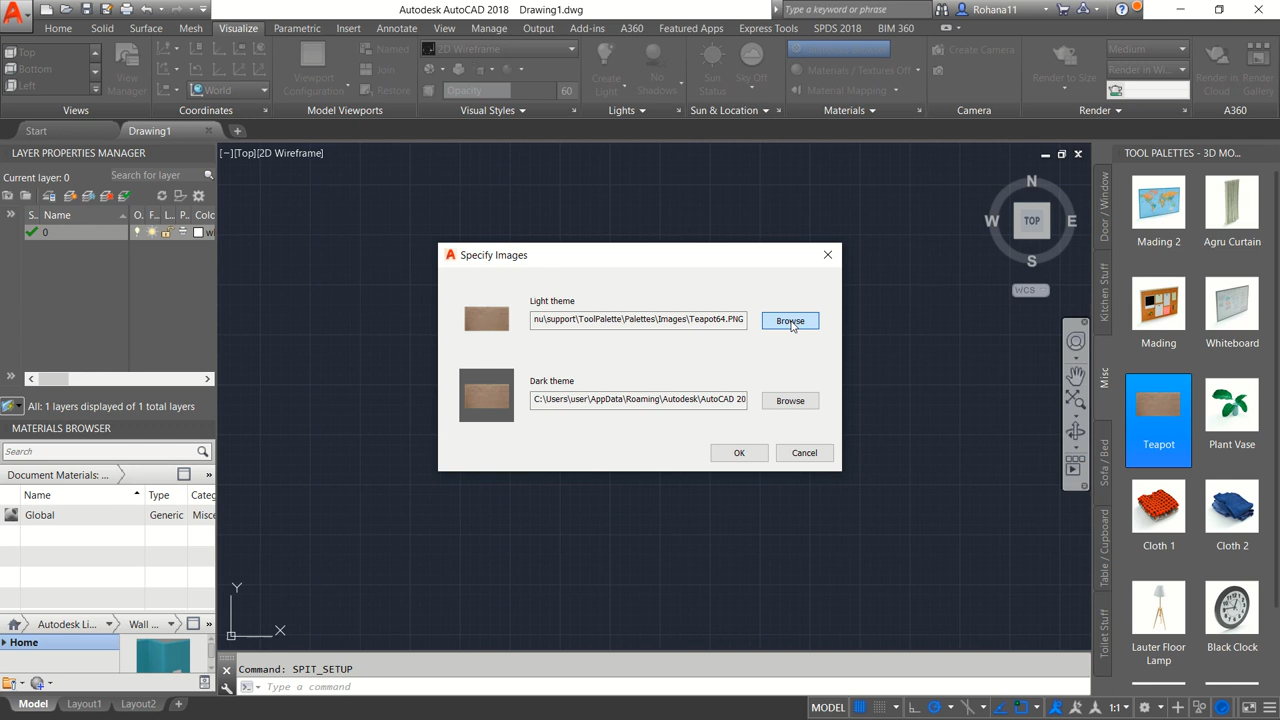 Autodesk AutoCAD 2018 Drawing1.dwg
Type a keyword or phrase
Rohana11
Home Solid Surface Mesh Visualize Parametric Insert Annotate View Manage Output Add-ins A360 Featured Apps Express Tools SPDS 2018 BIM 360
Top
Bottom
Left
View
Manager
World
Viewport
Configuration
Named
Join
Restore
2D Wireframe
Opacity 60
Create
Light
No
Shadows
Sun
Status
Sky Off
Materials / Textures Off
Material Mapping
Create Camera
Render to Size
Medium
Render in Wi...
Render in
Cloud
Render
Gallery
Views Coordinates Model Viewports Visual Styles Lights Sun & Location Materials Camera Render A360
Start Drawing1
LAYER PROPERTIES MANAGER
Current layer: 0
Search for layer
S.. Name O. F.. L.. P.. Colo
0 wh
All: 1 layers displayed of 1 total layers
MATERIALS BROWSER
Search
Document Materials: ...
Name Type Categ
Global Generic Misce
Autodesk Li... Wall ...
Home
[−][Top][2D Wireframe]
N
W TOP E
S
WCS
Specify Images
Light theme
nu\support\ToolPalette\Palettes\Images\Teapot64.PNG
Browse
Dark theme
C:\Users\user\AppData\Roaming\Autodesk\AutoCAD 20
Browse
OK Cancel
Y
X
Command: SPIT_SETUP
Type a command
TOOL PALETTES - 3D MO...
Door / Window
Kitchen Stuff
Misc
Sofa / Bed
Table / Cupboard
Toilet Stuff
Mading 2 Agru Curtain
Mading Whiteboard
Teapot Plant Vase
Cloth 1 Cloth 2
Lauter Floor
Lamp
Black Clock
Model Layout1 Layout2
MODEL 1:1